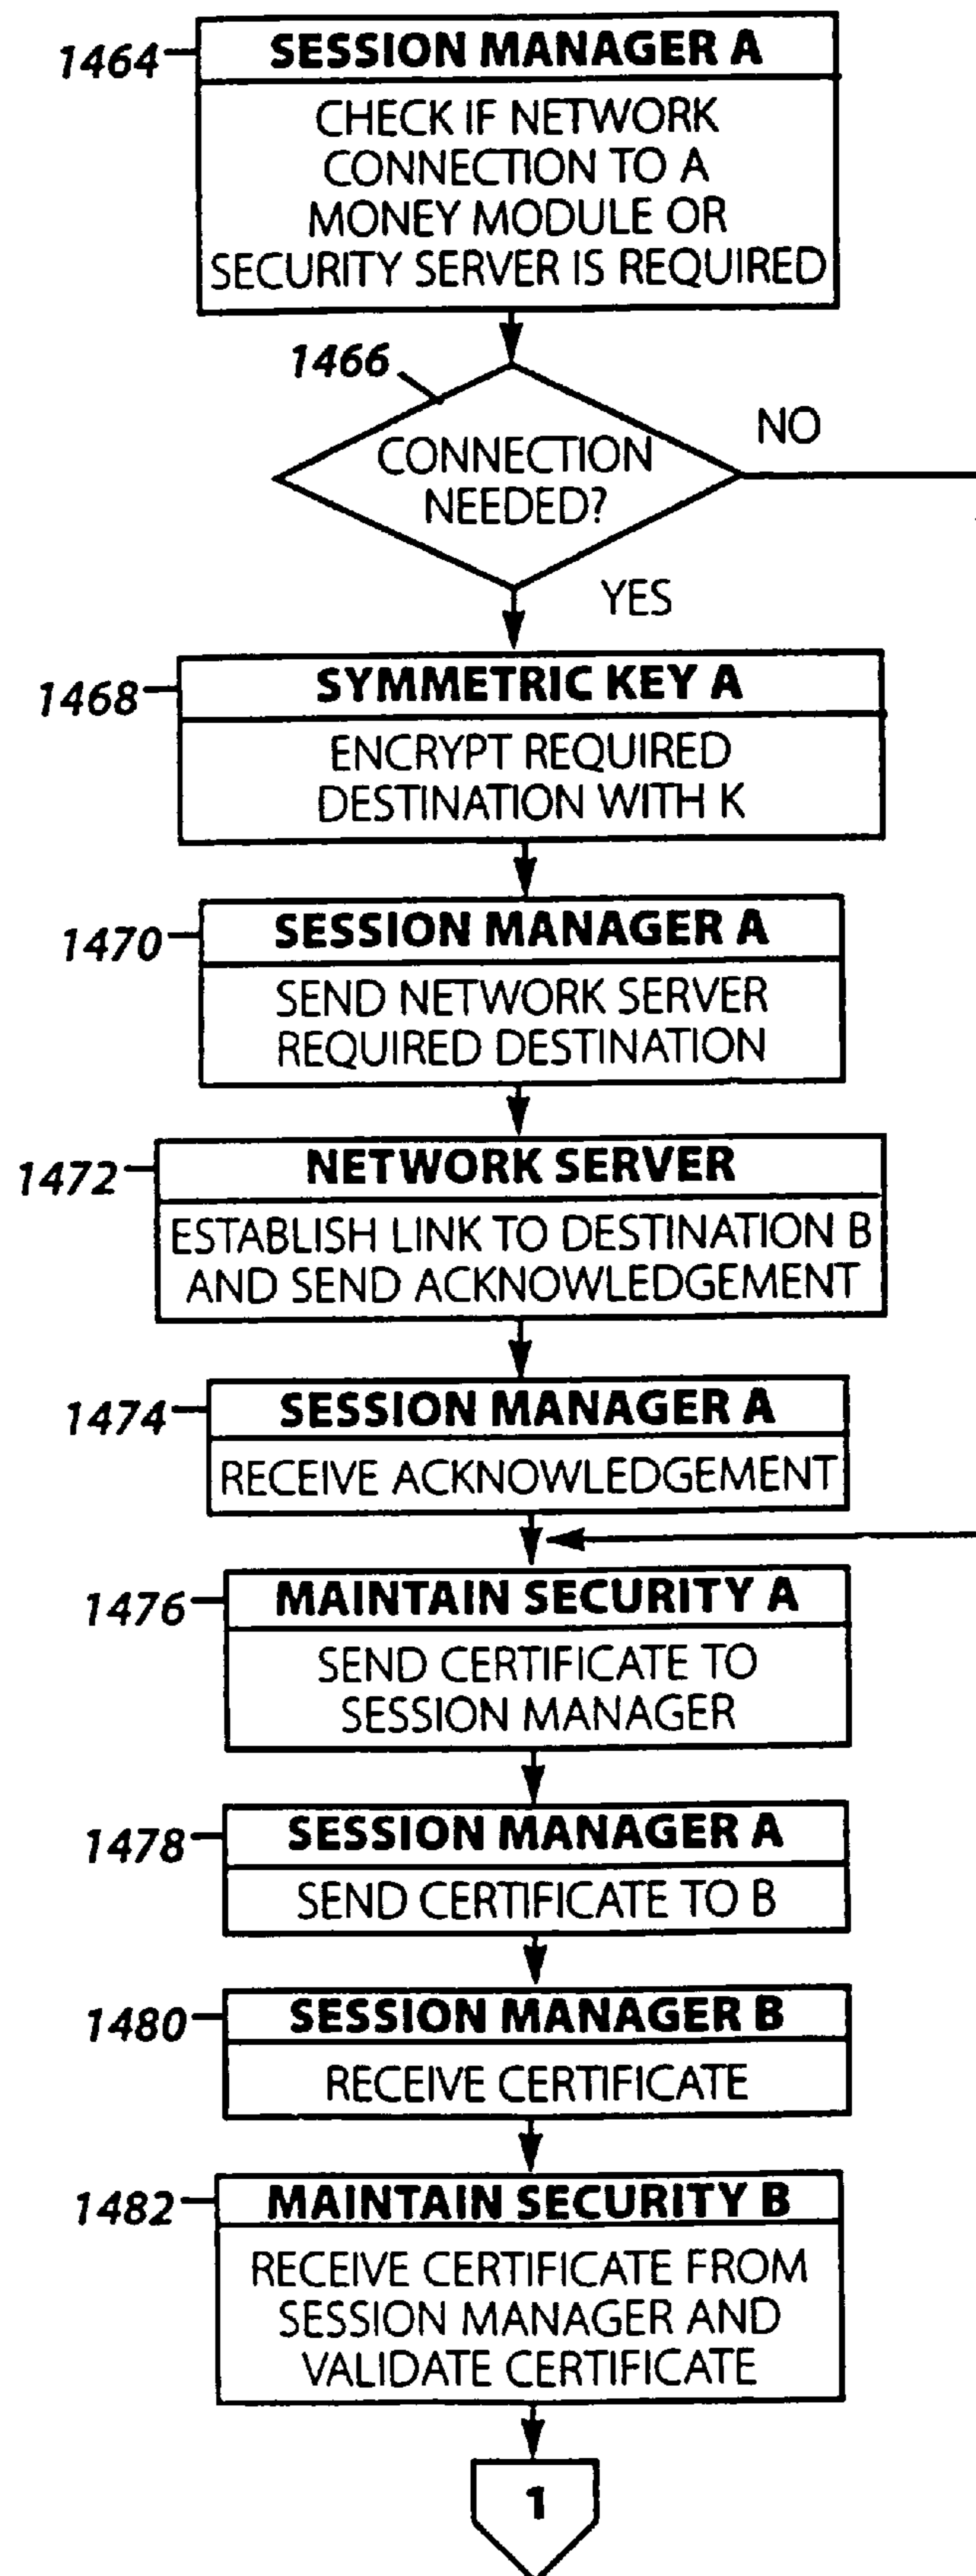 1464
SESSION MANAGER A
CHECK IF NETWORK
CONNECTION TO A
MONEY MODULE OR
SECURITY SERVER IS REQUIRED
1466
CONNECTION
NEEDED?
NO
YES
1468
SYMMETRIC KEY A
ENCRYPT REQUIRED
DESTINATION WITH K
1470
SESSION MANAGER A
SEND NETWORK SERVER
REQUIRED DESTINATION
1472
NETWORK SERVER
ESTABLISH LINK TO DESTINATION B
AND SEND ACKNOWLEDGEMENT
1474
SESSION MANAGER A
RECEIVE ACKNOWLEDGEMENT
1476
MAINTAIN SECURITY A
SEND CERTIFICATE TO
SESSION MANAGER
1478
SESSION MANAGER A
SEND CERTIFICATE TO B
1480
SESSION MANAGER B
RECEIVE CERTIFICATE
1482
MAINTAIN SECURITY B
RECEIVE CERTIFICATE FROM
SESSION MANAGER AND
VALIDATE CERTIFICATE
1